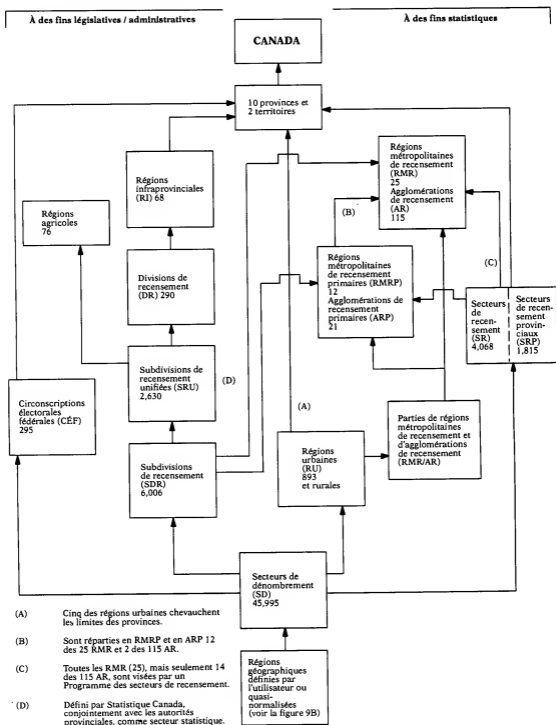 À des fins législatives / administratives
À des fins statistiques
CANADA
10 provinces et
2 territoires
Régions
métropolitaines
de recensement
(RMR)
25
Agglomérations
de recensement
(AR)
115
Régions
infraprovinciales
(RI) 68
(B)
Régions
agricoles
76
(C)
Régions
métropolitaines
de recensement
primaires (RMRP)
12
Agglomérations de
recensement
primaires (ARP)
21
Divisions de
recensement
(DR) 290
Secteurs
de
recen-
sement
(SR)
4,068
Secteurs
de recen-
sement
provin-
ciaux
(SRP)
1,815
Subdivisions de
recensement
unifiées (SRU)
2,630
(D)
Circonscriptions
électorales
fédérales (CÉF)
295
(A)
Parties de régions
métropolitaines
de recensement et
d'agglomérations
de recensement
(RMR/AR)
Régions
urbaines
(RU)
893
et rurales
Subdivisions
de recensement
(SDR)
6,006
Secteurs de
dénombrement
(SD)
45,995
(A) Cinq des régions urbaines chevauchent
les limites des provinces.
(B) Sont réparties en RMRP et en ARP 12
des 25 RMR et 2 des 115 AR.
(C) Toutes les RMR (25), mais seulement 14
des 115 AR, sont visées par un
Programme des secteurs de recensement.
(D) Défini par Statistique Canada,
conjointement avec les autorités
provinciales, comme secteur statistique.
Régions
géographiques
définies par
l'utilisateur ou
quasi-
normalisées
(voir la figure 9B)